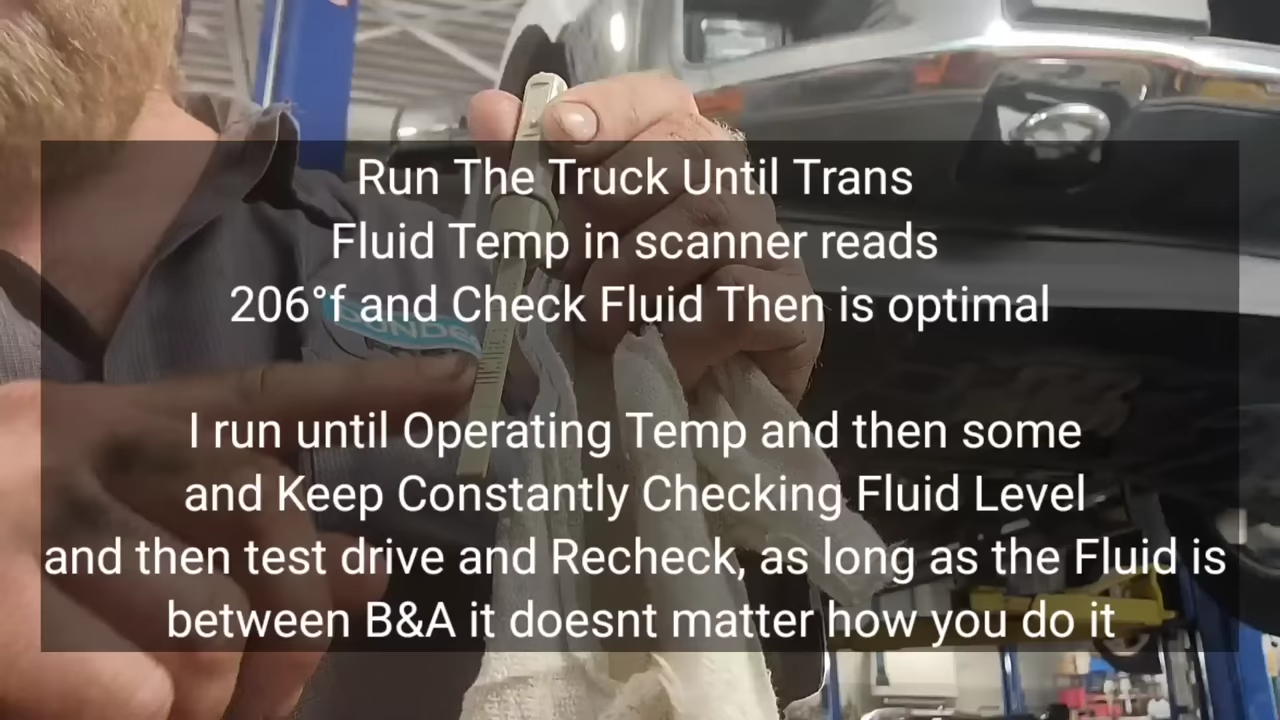 Run The Truck Until Trans
Fluid Temp in scanner reads
206°f and Check Fluid Then is optimal
I run until Operating Temp and then some
and Keep Constantly Checking Fluid Level
and then test drive and Recheck, as long as the Fluid is
between B&A it doesnt matter how you do it